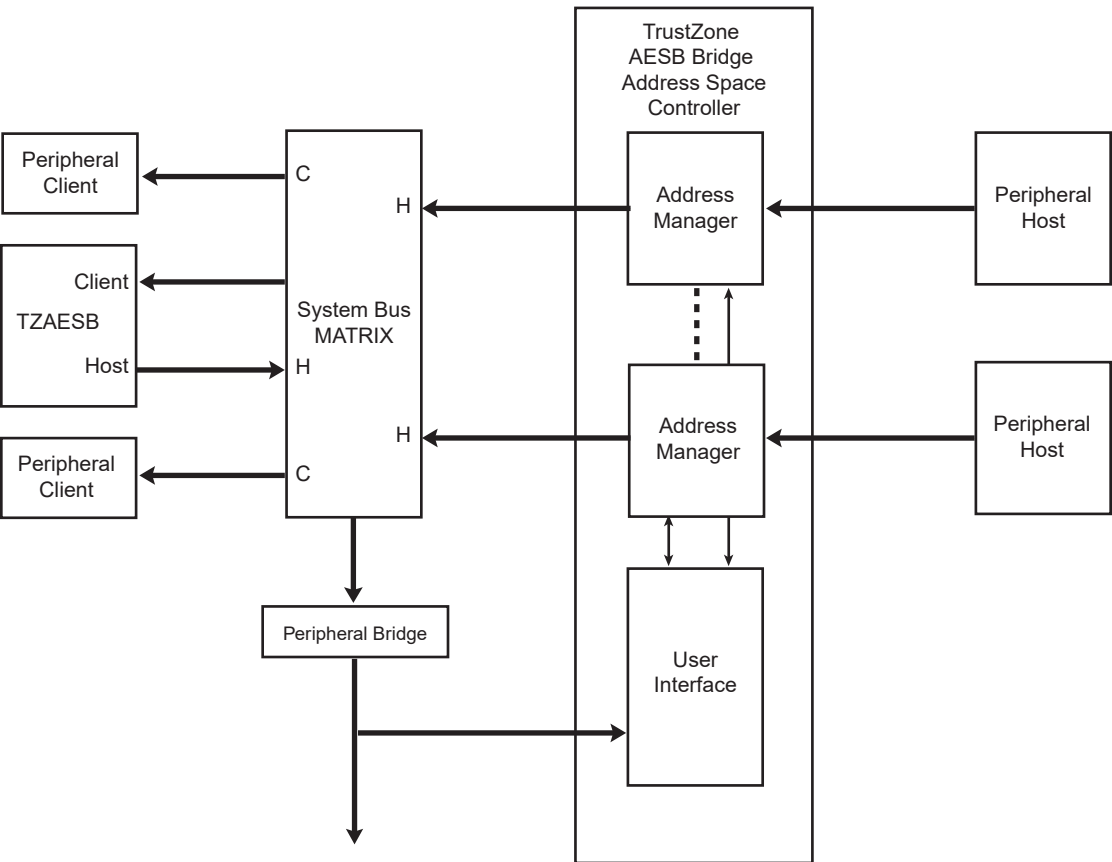 TrustZone
AESB Bridge
Address Space
Controller
Peripheral
Client
C
H
Address
Manager
Peripheral
Host
Client
TZAESB
Host
System Bus
MATRIX
H
H
Address
Manager
Peripheral
Host
Peripheral
Client
C
Peripheral Bridge
User
Interface